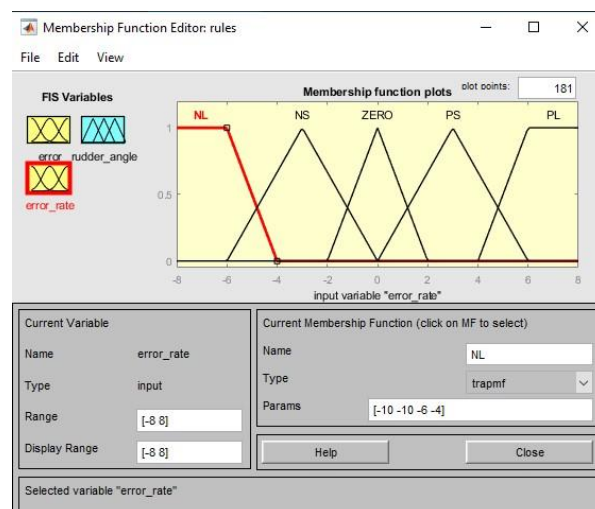 Membership Function Editor: rules
File Edit View
FIS Variables
Membership function plots plot points: 181
error rudder_angle
error_rate
NL NS ZERO PS PL
1
0.5
0
-8 -6 -4 -2 0 2 4 6 8
input variable "error_rate"
Current Variable
Name error_rate
Type input
Range [-8 8]
Display Range [-8 8]
Current Membership Function (click on MF to select)
Name NL
Type trapmf
Params [-10 -10 -6 -4]
Help Close
Selected variable "error_rate"